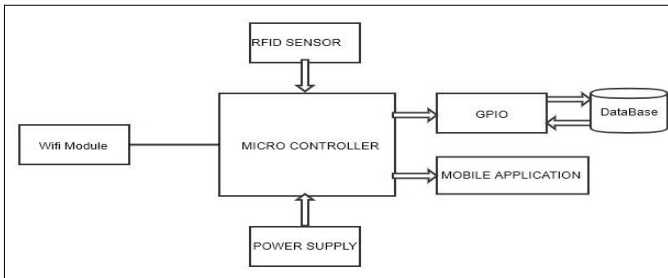 RFID SENSOR
Wifi Module
MICRO CONTROLLER
GPIO
DataBase
MOBILE APPLICATION
POWER SUPPLY